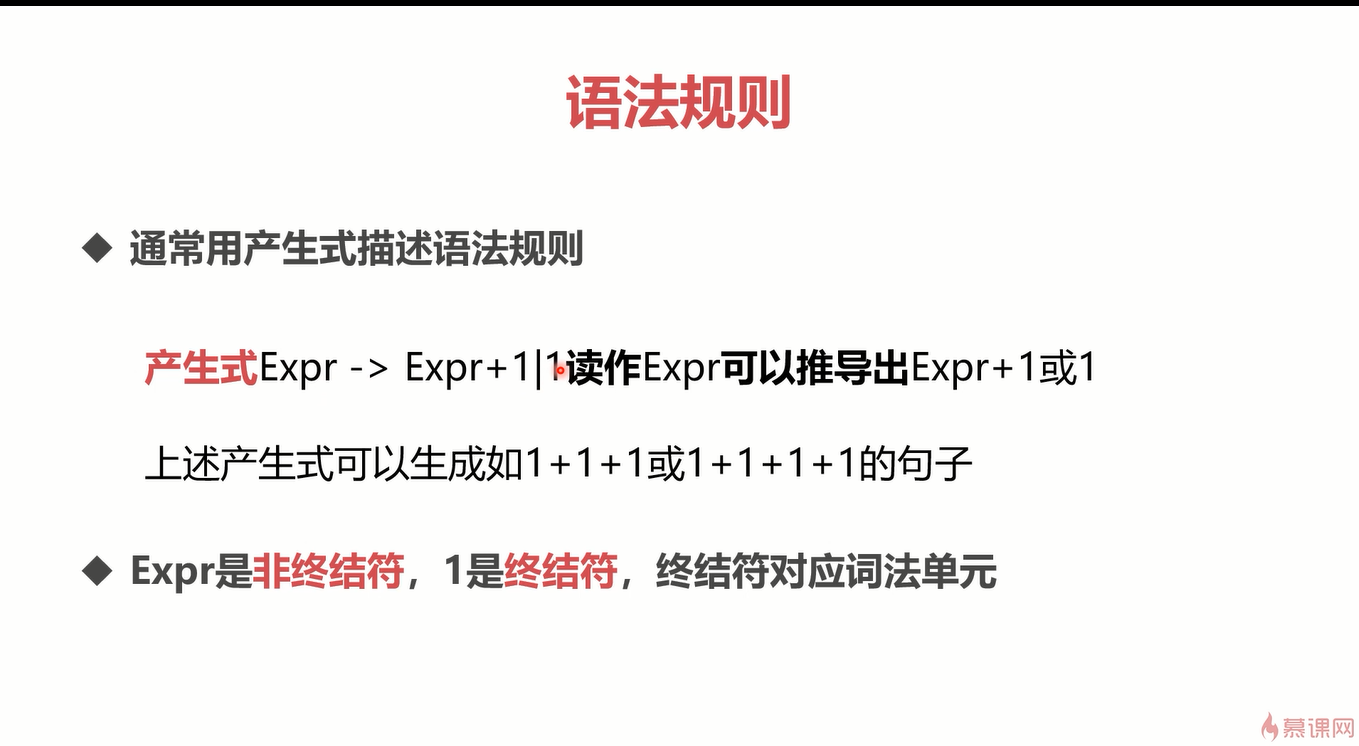 语法规则
通常用产生式描述语法规则
产生式Expr -> Expr+1|1读作Expr可以推导出Expr+1或1
上述产生式可以生成如1+1+1或1+1+1+1的句子
Expr是非终结符，1是终结符，终结符对应词法单元
慕课网